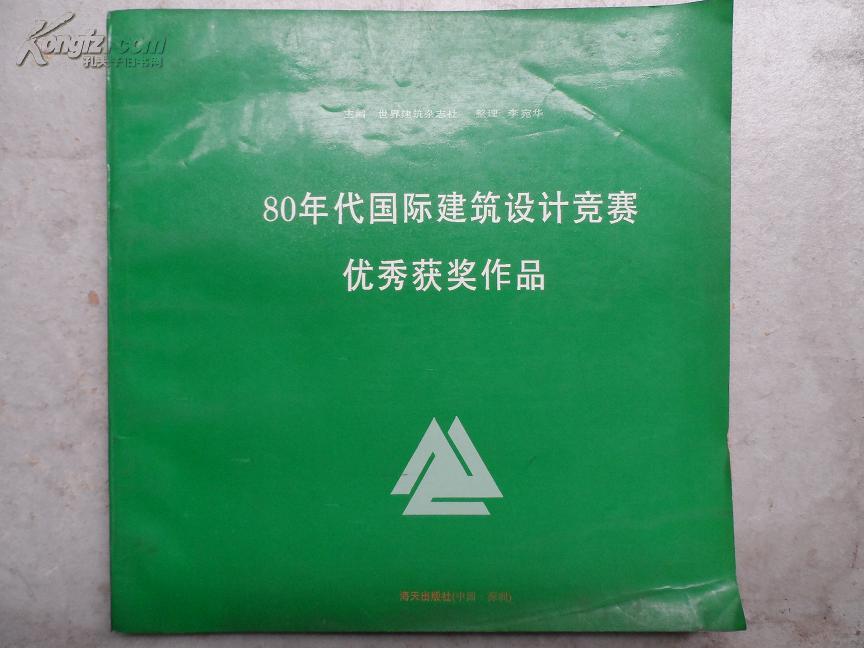 Kongfz.com
孔夫子旧书网
主编 世界建筑杂志社 整理 李宛华
80年代国际建筑设计竞赛
优秀获奖作品
海天出版社(中国·深圳)